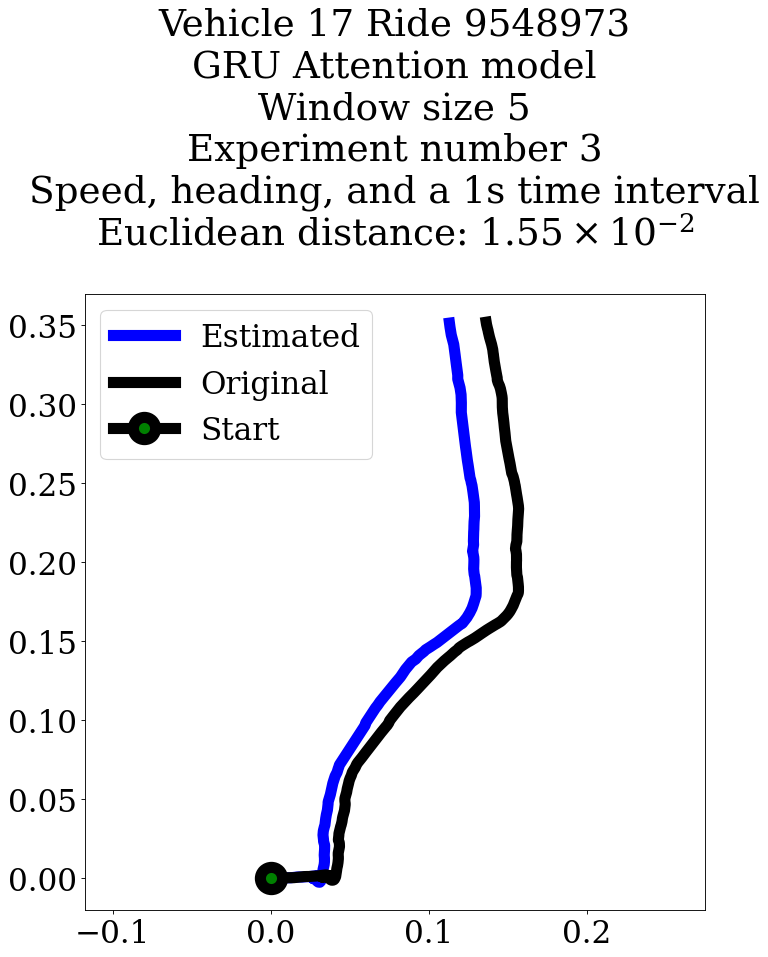 Vehicle 17 Ride 9548973
GRU Attention model
Window size 5
Experiment number 3
Speed, heading, and a 1s time interval
Euclidean distance: 1.55 × 10⁻²
Estimated
Original
Start
0.35
0.30
0.25
0.20
0.15
0.10
0.05
0.00
−0.1
0.0
0.1
0.2